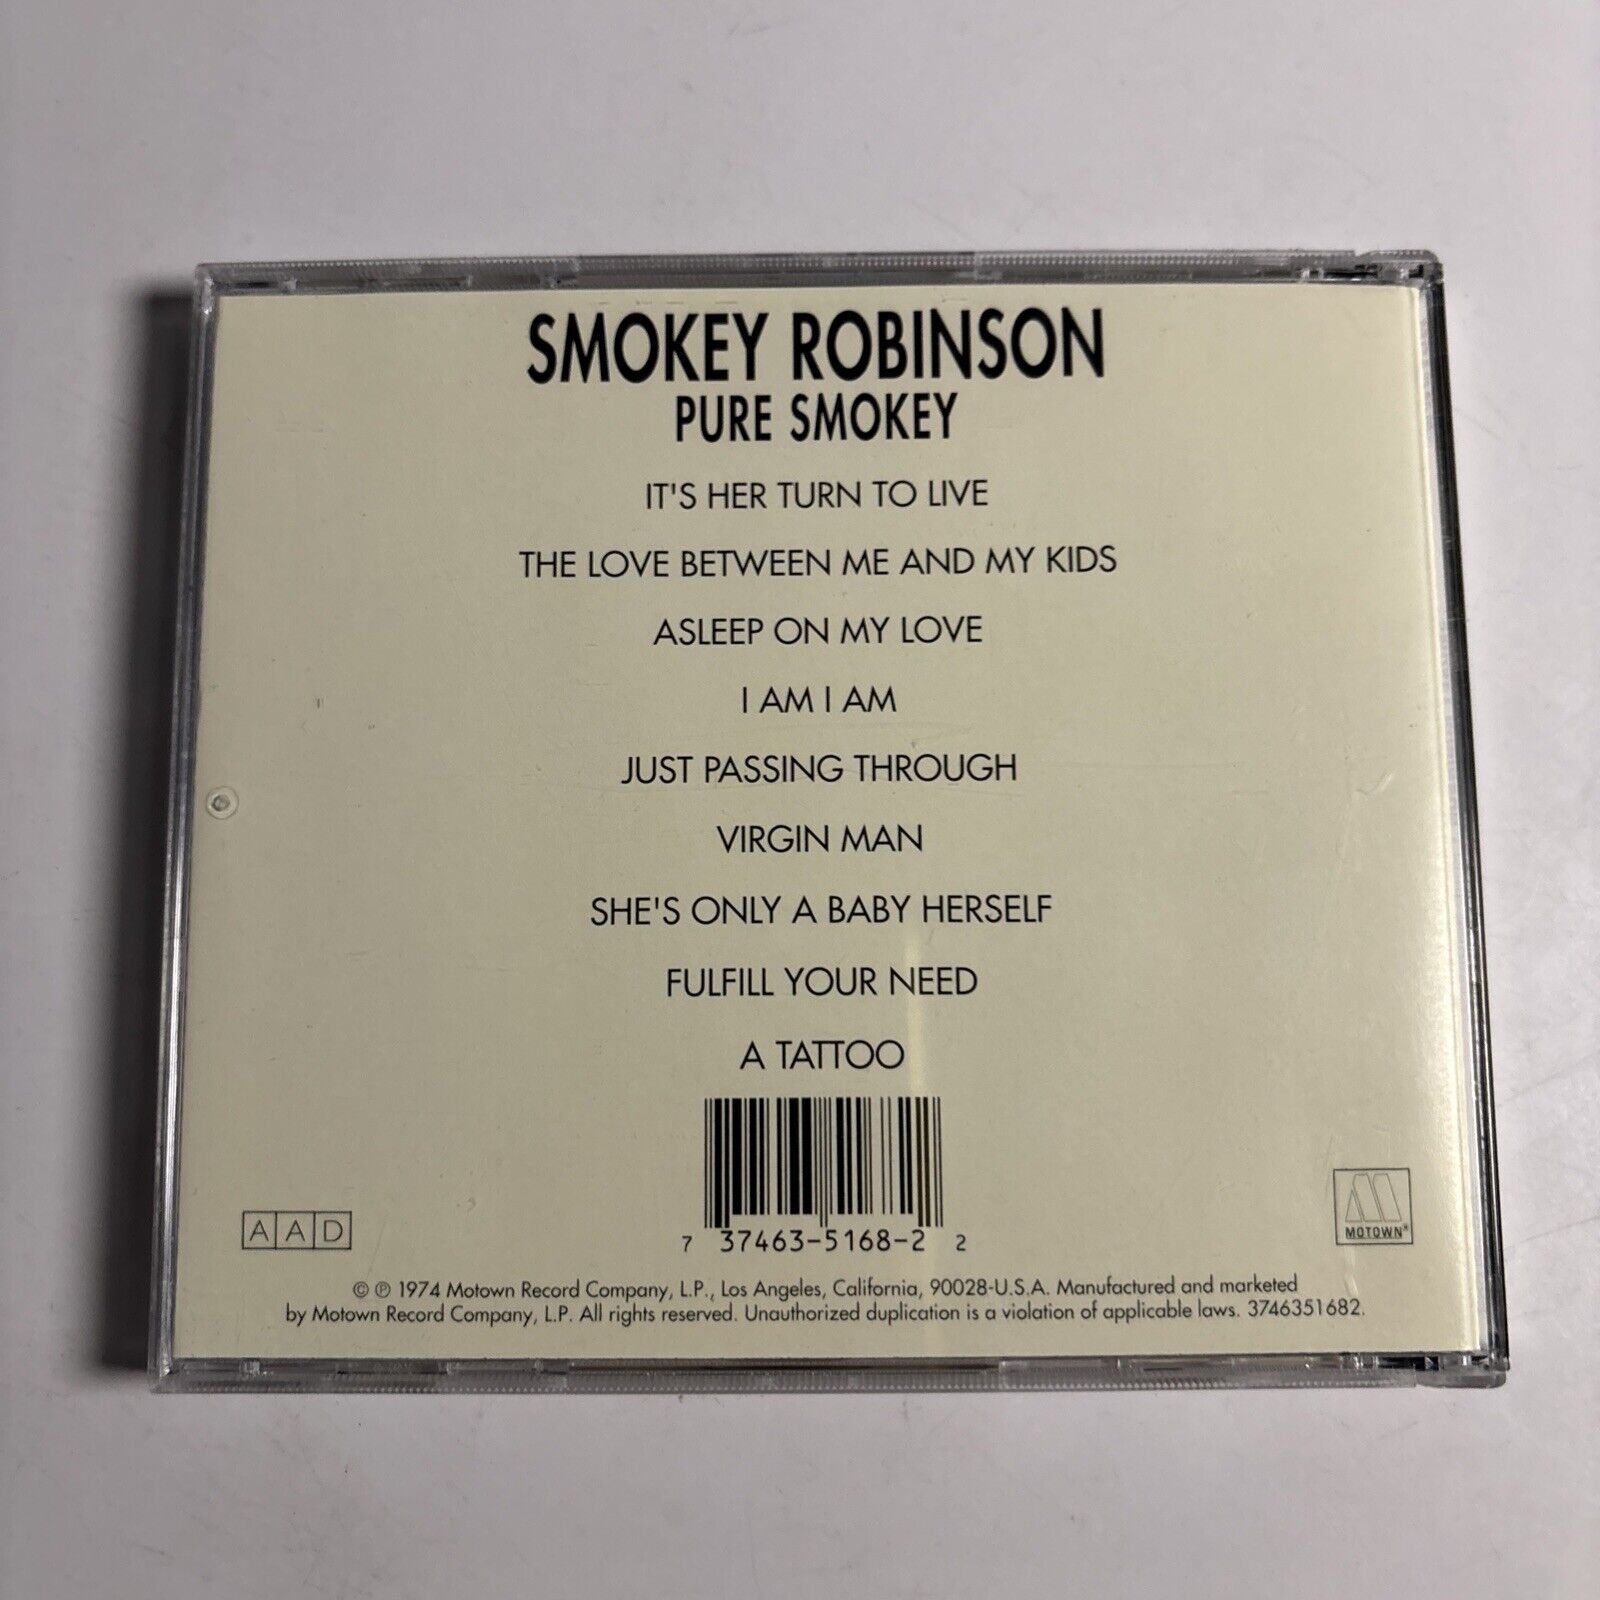 SMOKEY ROBINSON
PURE SMOKEY
IT'S HER TURN TO LIVE
THE LOVE BETWEEN ME AND MY KIDS
ASLEEP ON MY LOVE
I AM I AM
JUST PASSING THROUGH
VIRGIN MAN
SHE'S ONLY A BABY HERSELF
FULFILL YOUR NEED
A TATTOO
7 37463-5168-2 2
A A D
MOTOWN®
© ℗ 1974 Motown Record Company, L.P., Los Angeles, California, 90028-U.S.A. Manufactured and marketed
by Motown Record Company, L.P. All rights reserved. Unauthorized duplication is a violation of applicable laws. 3746351682.